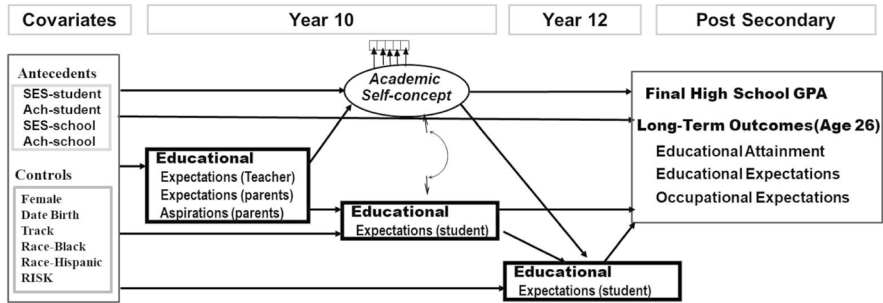 Covariates
Year 10
Year 12
Post Secondary
Antecedents
SES-student
Ach-student
SES-school
Ach-school
Controls
Female
Date Birth
Track
Race-Black
Race-Hispanic
RISK
Educational
Expectations (Teacher)
Expectations (parents)
Aspirations (parents)
Academic
Self-concept
Educational
Expectations (student)
Educational
Expectations (student)
Final High School GPA
Long-Term Outcomes(Age 26)
Educational Attainment
Educational Expectations
Occupational Expectations